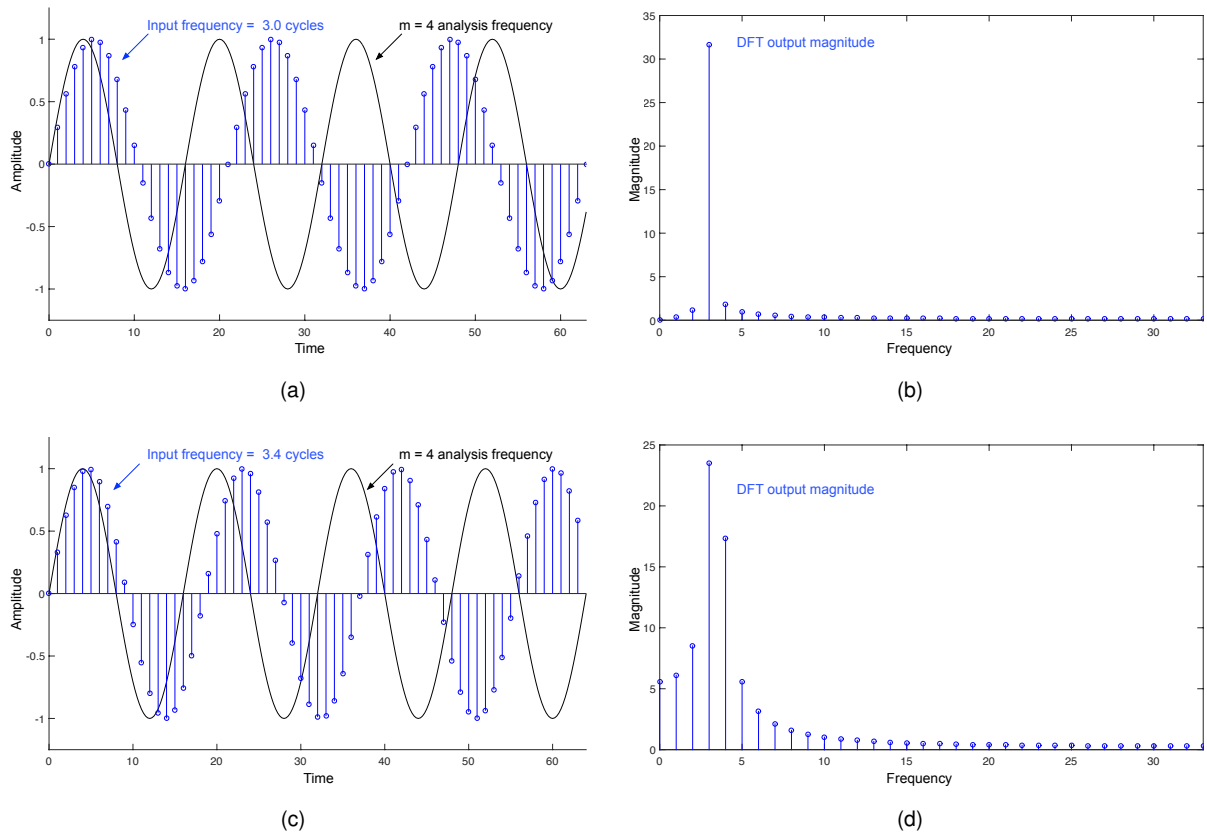 Input frequency =  3.0 cycles
m = 4 analysis frequency
1
0.5
0
-0.5
-1
Amplitude
0 10 20 30 40 50 60
Time
(a)
DFT output magnitude
35
30
25
20
15
10
5
0
Magnitude
0 5 10 15 20 25 30
Frequency
(b)
Input frequency =  3.4 cycles
m = 4 analysis frequency
1
0.5
0
-0.5
-1
Amplitude
0 10 20 30 40 50 60
Time
(c)
DFT output magnitude
25
20
15
10
5
0
Magnitude
0 5 10 15 20 25 30
Frequency
(d)